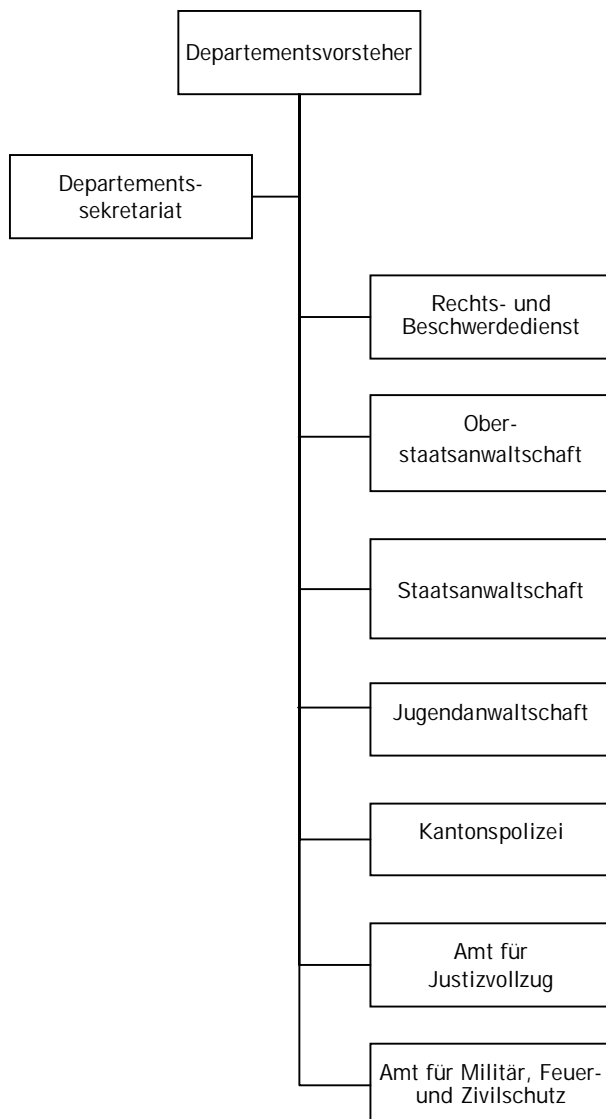 Departementsvorsteher
Departements-
sekretariat
Rechts- und
Beschwerdedienst
Ober-
staatsanwaltschaft
Staatsanwaltschaft
Jugendanwaltschaft
Kantonspolizei
Amt für
Justizvollzug
Amt für Militär, Feuer-
und Zivilschutz